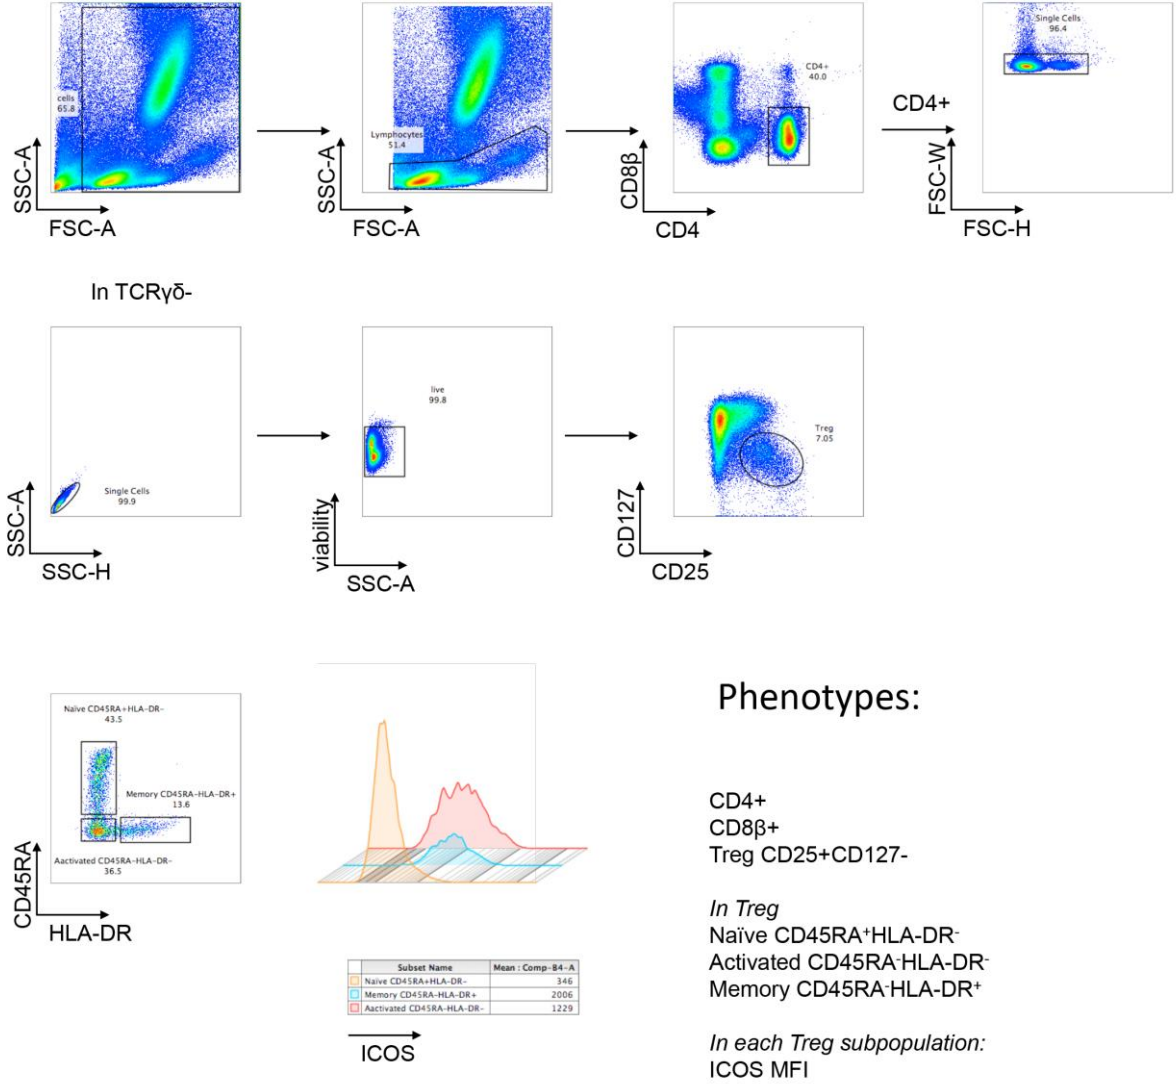 cells
65.8
SSC-A
FSC-A
Lymphocytes
51.4
SSC-A
FSC-A
CD4+
40.0
CD8β
CD4
CD4+
Single Cells
96.4
FSC-W
FSC-H
In TCRγδ-
Single Cells
99.9
SSC-A
SSC-H
live
99.8
viability
SSC-A
Treg
7.05
CD127
CD25
Naïve CD45RA+HLA-DR-
43.5
Memory CD45RA-HLA-DR+
13.6
Aactivated CD45RA-HLA-DR-
36.5
CD45RA
HLA-DR
Subset Name Mean : Comp-B4-A
Naïve CD45RA+HLA-DR- 346
Memory CD45RA-HLA-DR+ 2006
Aactivated CD45RA-HLA-DR- 1229
ICOS
Phenotypes:
CD4+
CD8β+
Treg CD25+CD127-
In Treg
Naïve CD45RA⁺HLA-DR⁻
Activated CD45RA⁻HLA-DR⁻
Memory CD45RA⁻HLA-DR⁺
In each Treg subpopulation:
ICOS MFI